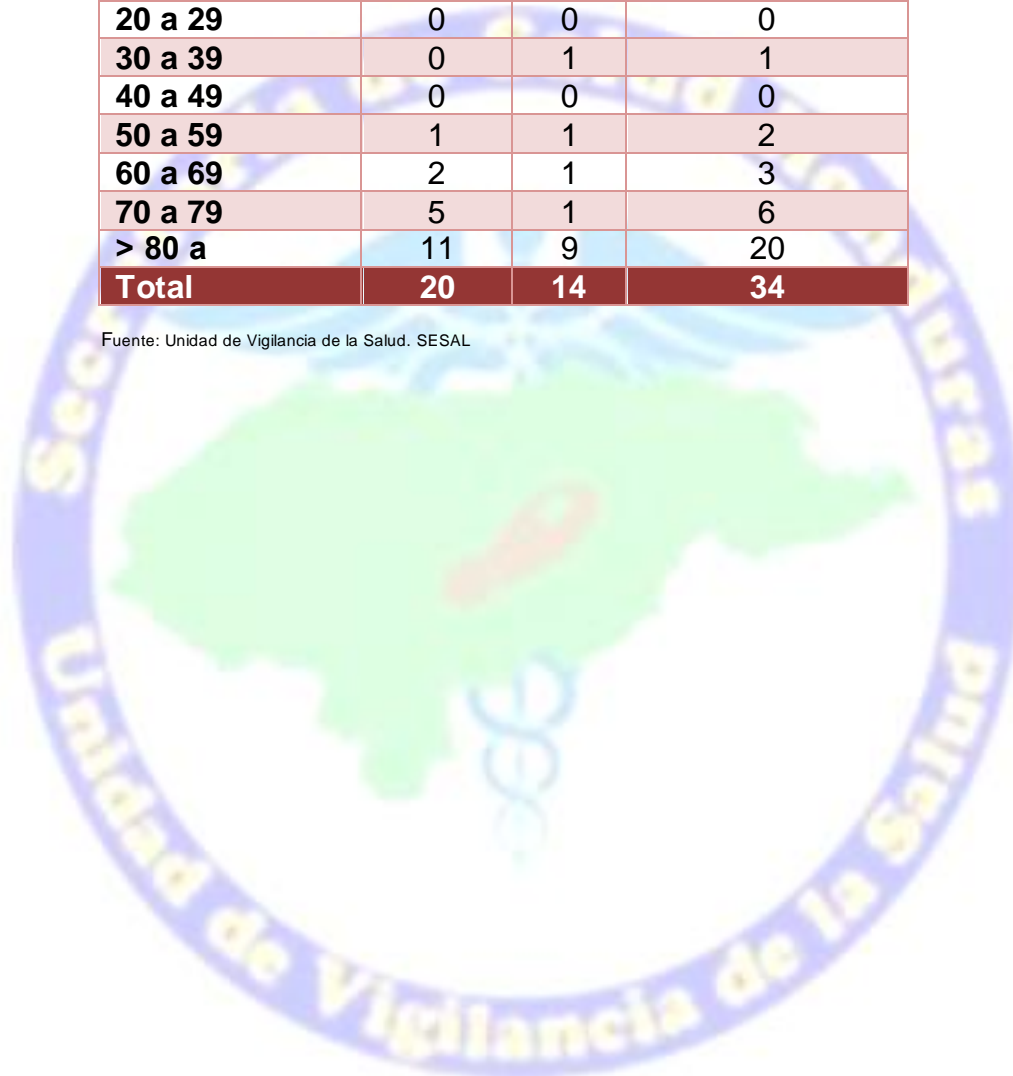 20 a 29 0 0 0
30 a 39 0 1 1
40 a 49 0 0 0
50 a 59 1 1 2
60 a 69 2 1 3
70 a 79 5 1 6
> 80 a 11 9 20
Total 20 14 34
Fuente: Unidad de Vigilancia de la Salud. SESAL
Unidad de Vigilancia de la Salud